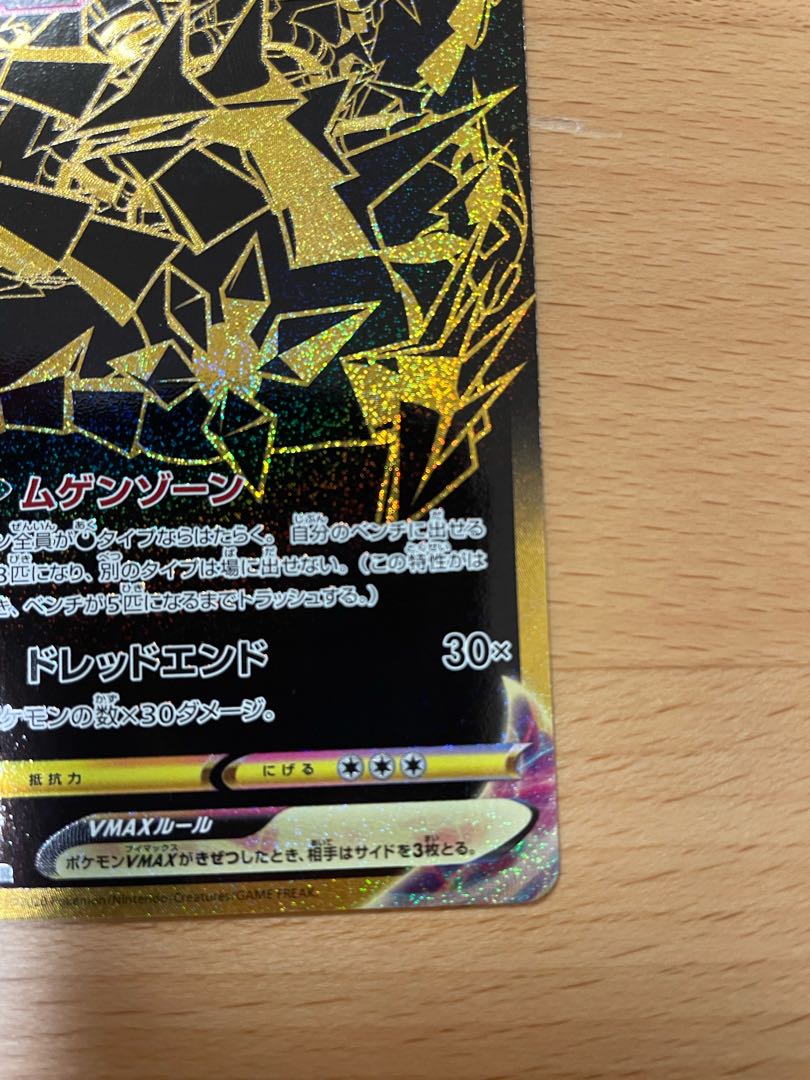 ムゲンゾーン
ン全員が タイプならはたらく。自分のベンチに出せる
8匹になり、別のタイプは場に出せない。(この特性がは
き、ベンチが5匹になるまでトラッシュする。)
ドレッドエンド 30×
ケモンの数×30ダメージ。
抵抗力 にげる
VMAXルール
ポケモンVMAXがきぜつしたとき、相手はサイドを3枚とる。
Pokémon/Nintendo/Creatures/GAME FREAK.